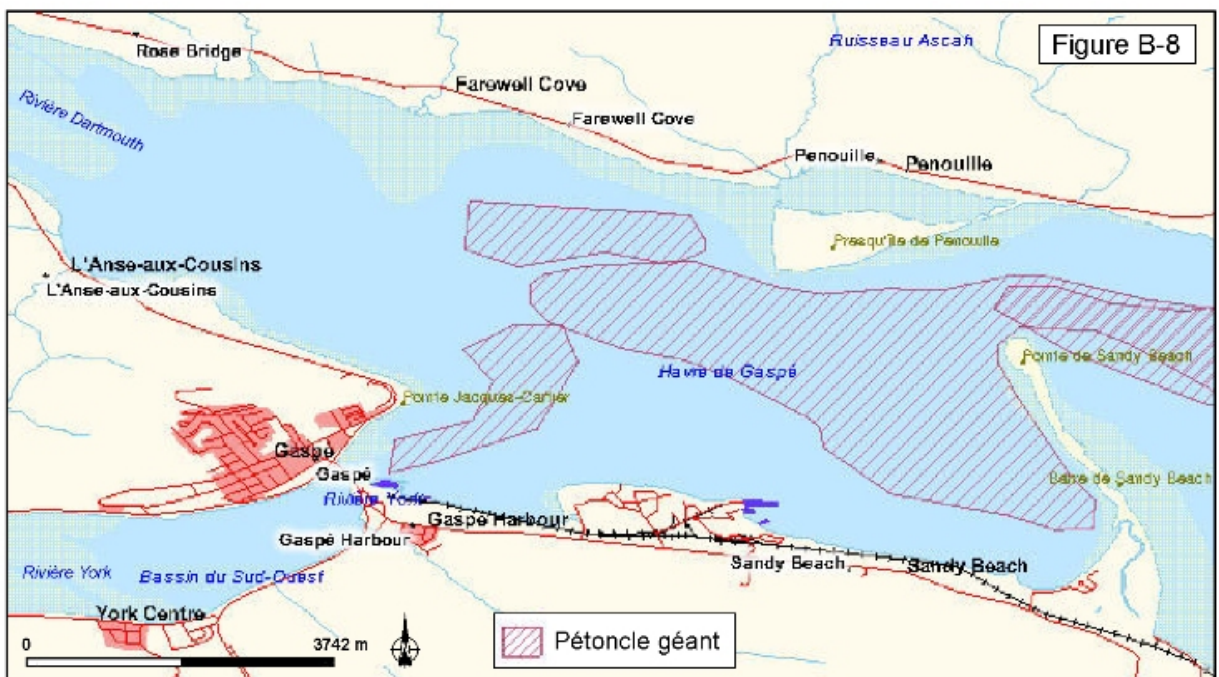 Figure B-8
Ruisseau Ascah
Rose Bridge
Farewell Cove
Rivière Dartmouth
Farewell Cove
Penouille
Penouille
Presqu'île de Penouille
L'Anse-aux-Cousins
L'Anse-aux-Cousins
Pointe de Sandy Beach
Havre de Gaspé
Pointe Jacques-Cartier
Gaspé
Gaspé
Barre de Sandy Beach
Rivière York
Gaspé Harbour
Gaspé Harbour
Sandy Beach
Sandy Beach
Rivière York
Bassin du Sud-Ouest
York Centre
0
3742 m
Pétoncle géant